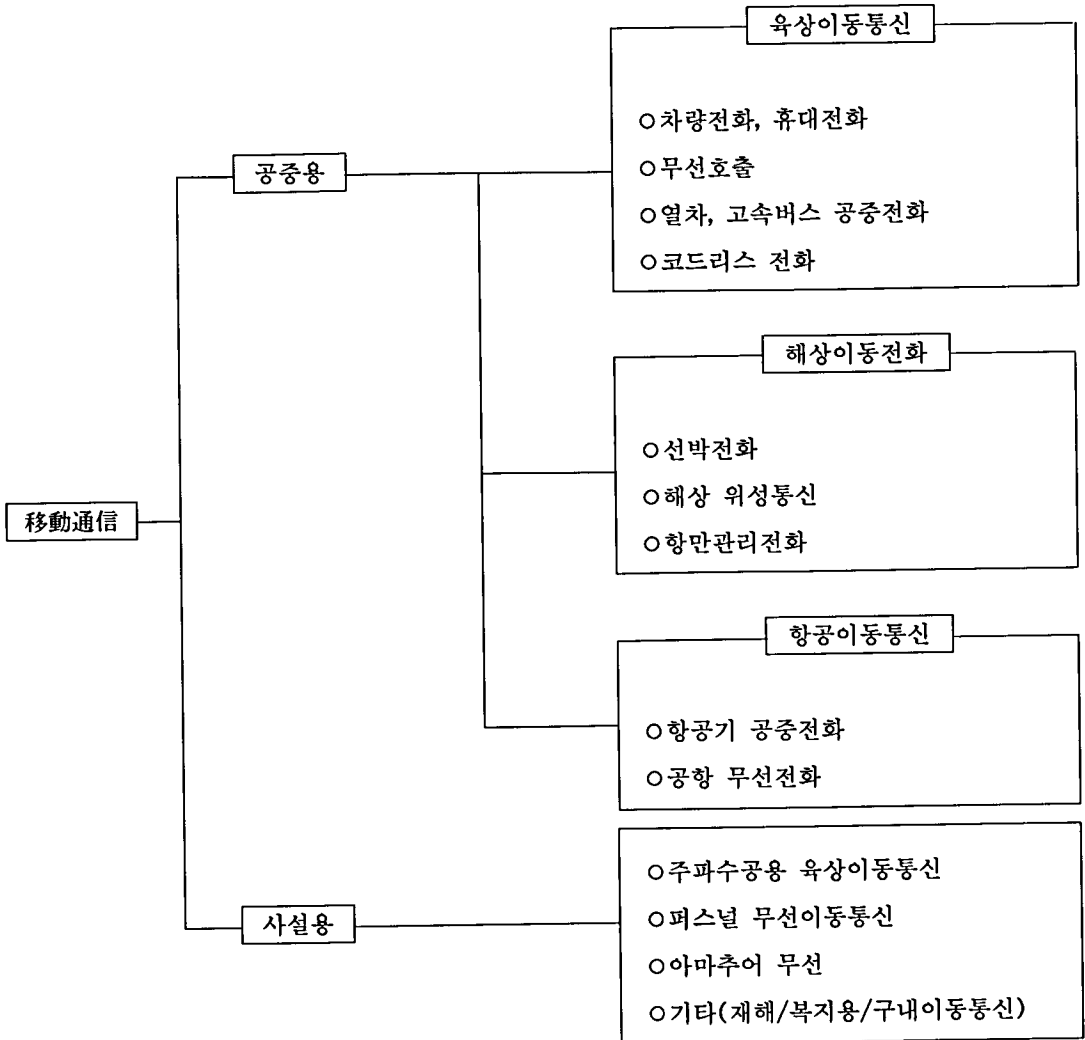 육상이동통신
○차량전화, 휴대전화
○무선호출
○열차, 고속버스 공중전화
○코드리스 전화
공중용
해상이동전화
○선박전화
○해상 위성통신
○항만관리전화
移動通信
항공이동통신
○항공기 공중전화
○공항 무선전화
사설용
○주파수공용 육상이동통신
○퍼스널 무선이동통신
○아마추어 무선
○기타(재해/복지용/구내이동통신)